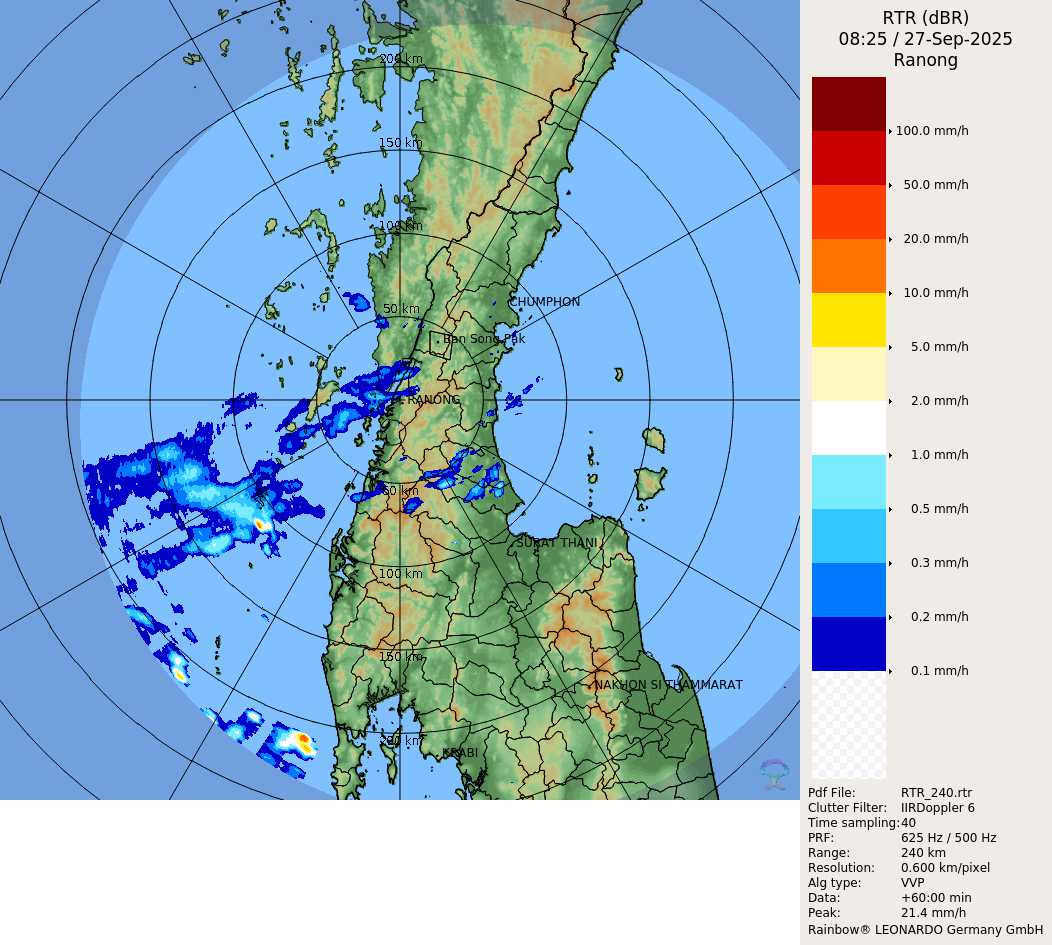 RTR (dBR)
08:25 / 27-Sep-2025
Ranong
100.0 mm/h
50.0 mm/h
20.0 mm/h
10.0 mm/h
5.0 mm/h
2.0 mm/h
1.0 mm/h
0.5 mm/h
0.3 mm/h
0.2 mm/h
0.1 mm/h
Pdf File: RTR_240.rtr
Clutter Filter: IIRDoppler 6
Time sampling: 40
PRF: 625 Hz / 500 Hz
Range: 240 km
Resolution: 0.600 km/pixel
Alg type: VVP
Data: +60:00 min
Peak: 21.4 mm/h
Rainbow® LEONARDO Germany GmbH
200 km
150 km
100 km
CHUMPHON
50 km
Ban Song Pak
RANONG
50 km
SURAT THANI
100 km
150 km
NAKHON SI THAMMARAT
200 km
KRABI